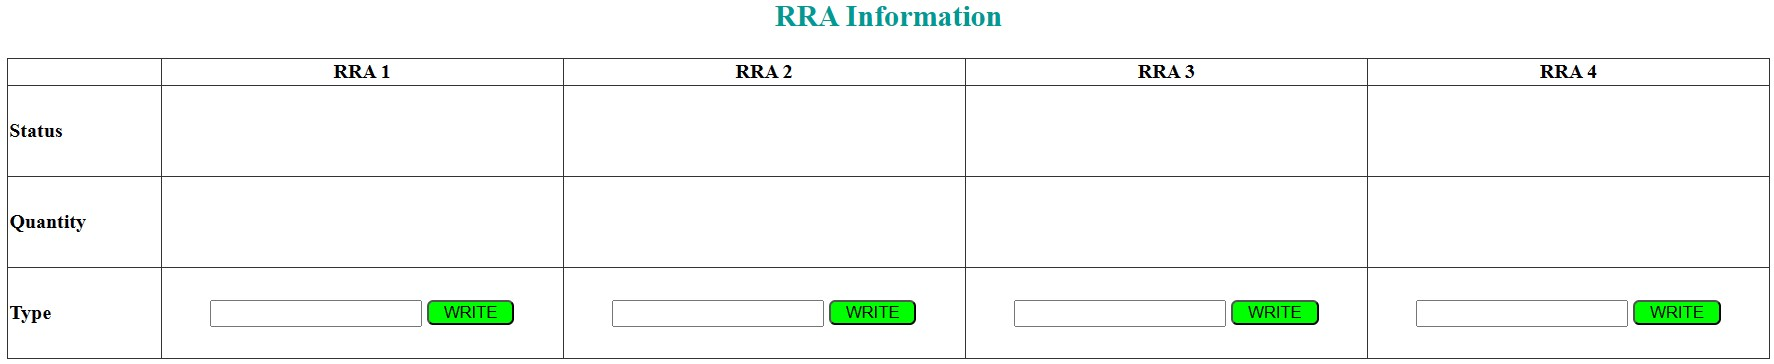 RRA Information
RRA 1 RRA 2 RRA 3 RRA 4
Status
Quantity
Type WRITE WRITE WRITE WRITE